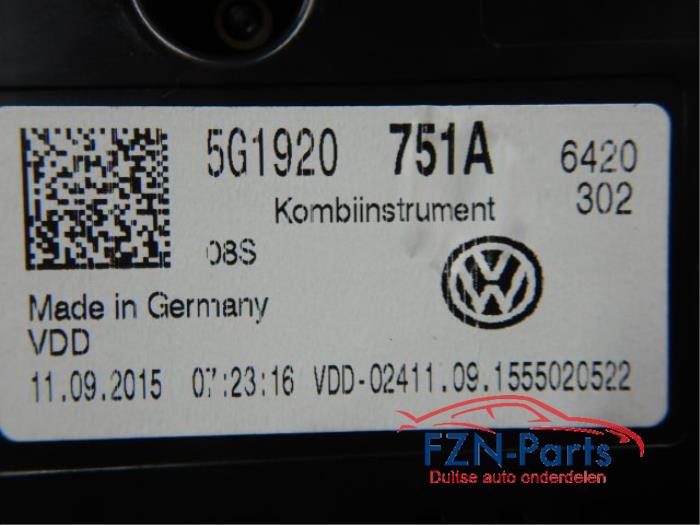 5G1920 751A 6420
Kombiinstrument 302
08S
Made in Germany
VDD
11.09.2015 07:23:16 VDD-02411.09.1555020522
FZN-Parts
Duitse auto onderdelen